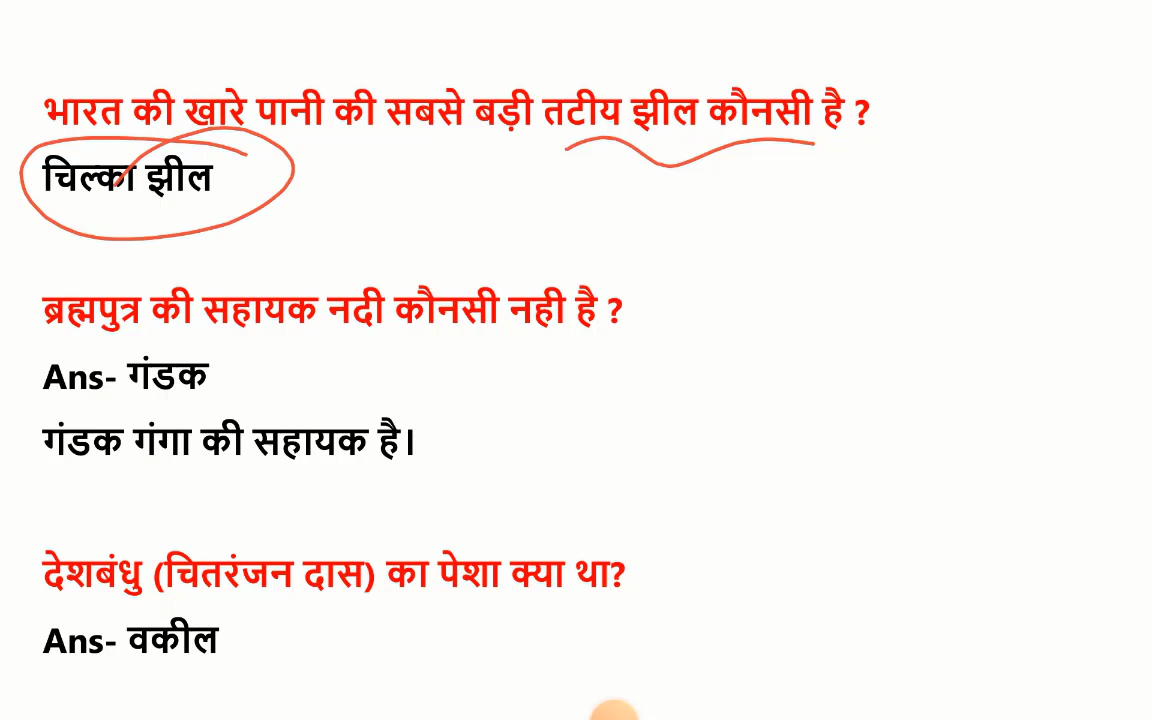 भारत की खारे पानी की सबसे बड़ी तटीय झील कौनसी है ?
चिल्का झील
ब्रह्मपुत्र की सहायक नदी कौनसी नही है ?
Ans- गंडक
गंडक गंगा की सहायक है।
देशबंधु (चितरंजन दास) का पेशा क्या था?
Ans- वकील